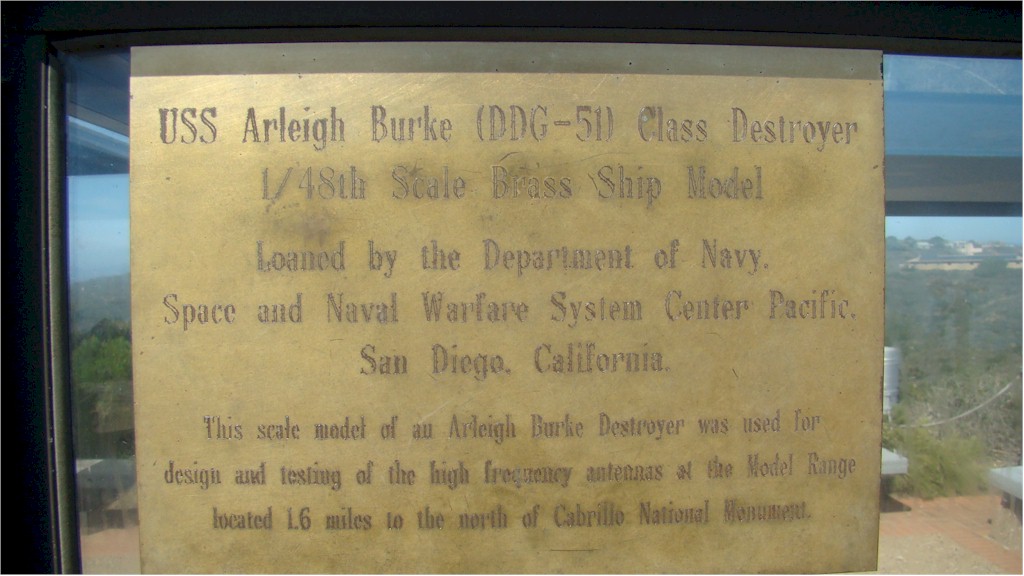 USS Arleigh Burke (DDG-51) Class Destroyer
1/48th Scale Brass Ship Model
Loaned by the Department of Navy,
Space and Naval Warfare System Center Pacific,
San Diego, California.
This scale model of an Arleigh Burke Destroyer was used for
design and testing of the high frequency antennas at the Model Range
located 1.6 miles to the north of Cabrillo National Monument.